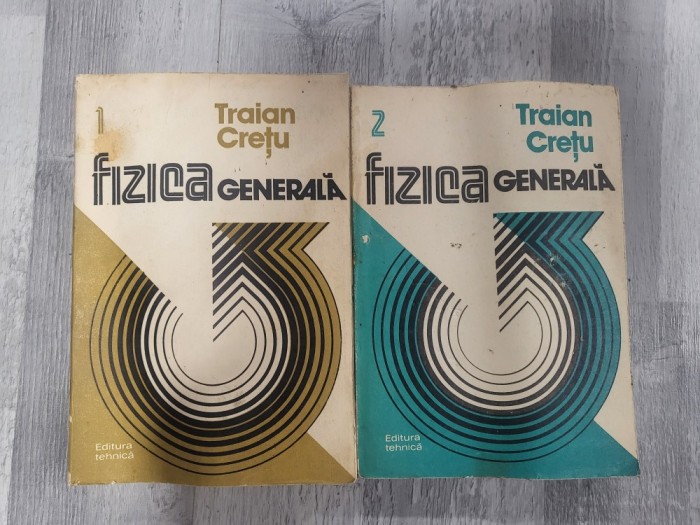 1
Traian
Crețu
fizica GENERALĂ
Editura
tehnică
2
Traian
Crețu
fizica GENERALĂ
Editura
tehnică